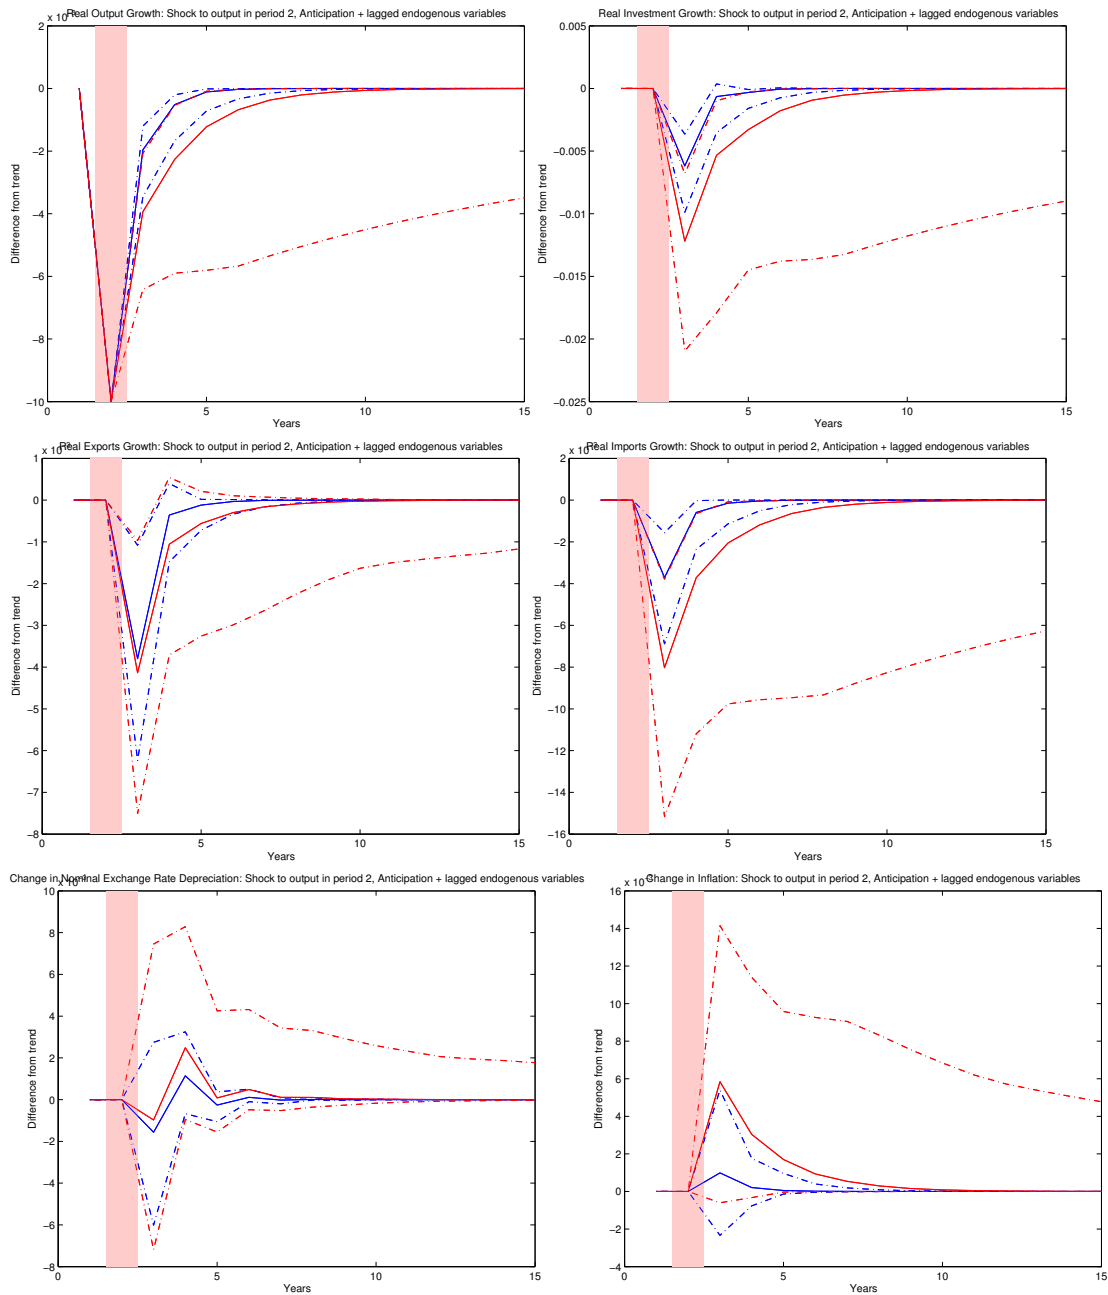 Real Output Growth: Shock to output in period 2, Anticipation + lagged endogenous variables
x 10
2
0
−2
−4
−6
−8
−10
Difference from trend
0 5 10 15
Years
Real Investment Growth: Shock to output in period 2, Anticipation + lagged endogenous variables
0.005
0
−0.005
−0.01
−0.015
−0.02
−0.025
Difference from trend
0 5 10 15
Years
Real Exports Growth: Shock to output in period 2, Anticipation + lagged endogenous variables
x 10
1
0
−1
−2
−3
−4
−5
−6
−7
−8
Difference from trend
0 5 10 15
Years
Real Imports Growth: Shock to output in period 2, Anticipation + lagged endogenous variables
x 10
2
0
−2
−4
−6
−8
−10
−12
−14
−16
Difference from trend
0 5 10 15
Years
Change in Nominal Exchange Rate Depreciation: Shock to output in period 2, Anticipation + lagged endogenous variables
x 10
10
8
6
4
2
0
−2
−4
−6
−8
Difference from trend
0 5 10 15
Years
Change in Inflation: Shock to output in period 2, Anticipation + lagged endogenous variables
x 10
16
14
12
10
8
6
4
2
0
−2
−4
Difference from trend
0 5 10 15
Years